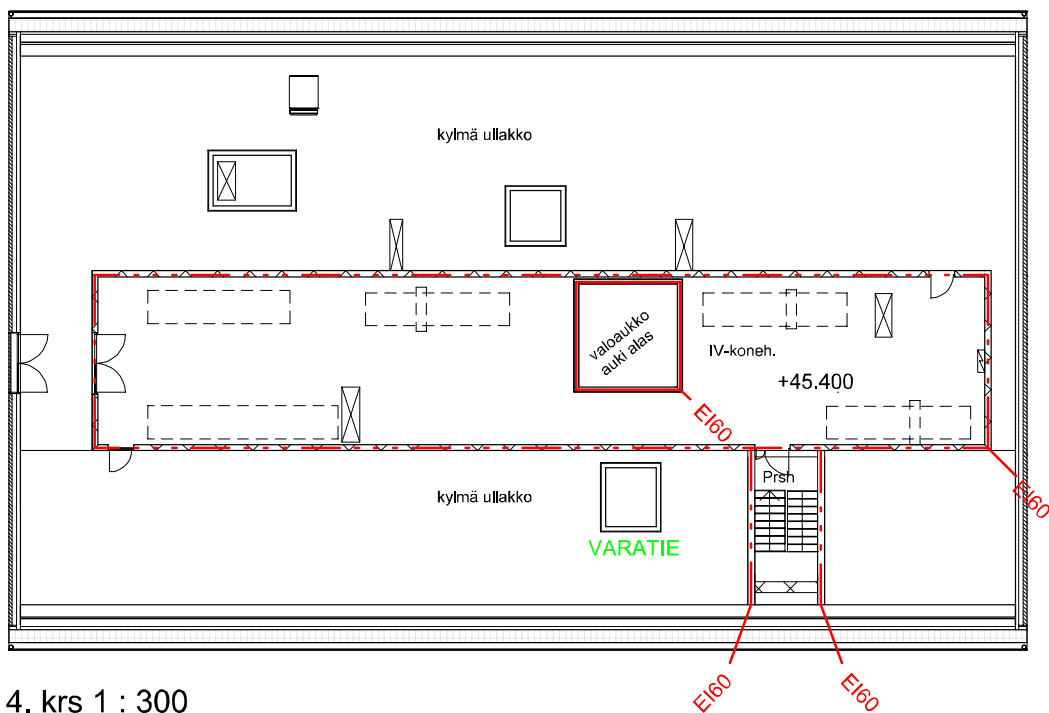 kylmä ullakko
valoaukko
auki alas
IV-koneh.
+45.400
EI60
EI60
Prsh
kylmä ullakko
VARATIE
EI60
EI60
4. krs 1 : 300